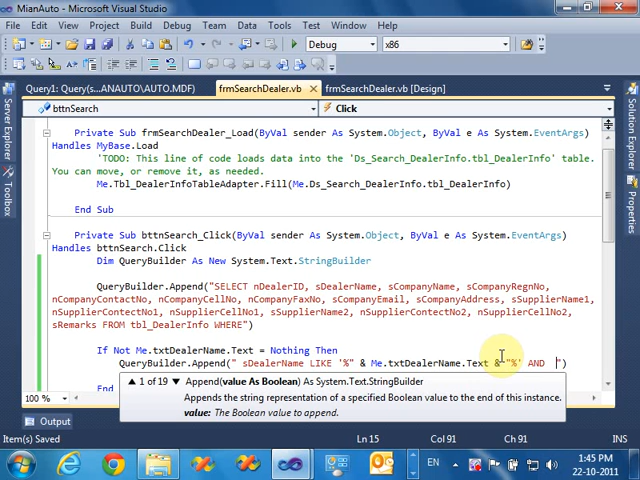 MianAuto - Microsoft Visual Studio
File Edit View Project Build Debug Team Data Tools Test Window Help
Debug x86
Query1: Query(s...ANAUTO\AUTO.MDF) frmSearchDealer.vb frmSearchDealer.vb [Design]
bttnSearch Click
Server Explorer
Toolbox
Solution Explorer
Properties
Private Sub frmSearchDealer_Load(ByVal sender As System.Object, ByVal e As System.EventArgs)
Handles MyBase.Load
'TODO: This line of code loads data into the 'Ds_Search_DealerInfo.tbl_DealerInfo' table.
You can move, or remove it, as needed.
Me.Tbl_DealerInfoTableAdapter.Fill(Me.Ds_Search_DealerInfo.tbl_DealerInfo)
End Sub
Private Sub bttnSearch_Click(ByVal sender As System.Object, ByVal e As System.EventArgs)
Handles bttnSearch.Click
Dim QueryBuilder As New System.Text.StringBuilder
QueryBuilder.Append("SELECT nDealerID, sDealerName, sCompanyName, sCompanyRegnNo,
nCompanyContactNo, nCompanyCellNo, nCompanyFaxNo, sCompanyEmail, sCompanyAddress, sSupplierName1,
nSupplierContectNo1, nSupplierCellNo1, sSupplierName2, nSupplierContectNo2, nSupplierCellNo2,
sRemarks FROM tbl_DealerInfo WHERE")
If Not Me.txtDealerName.Text = Nothing Then
QueryBuilder.Append(" sDealerName LIKE '%" & Me.txtDealerName.Text & "%' AND ")
1 of 19 Append(value As Boolean) As System.Text.StringBuilder
Appends the string representation of a specified Boolean value to the end of this instance.
value: The Boolean value to append.
End
100 %
Output
Item(s) Saved Ln 15 Col 91 Ch 91
EN 1:45 PM
22-10-2011